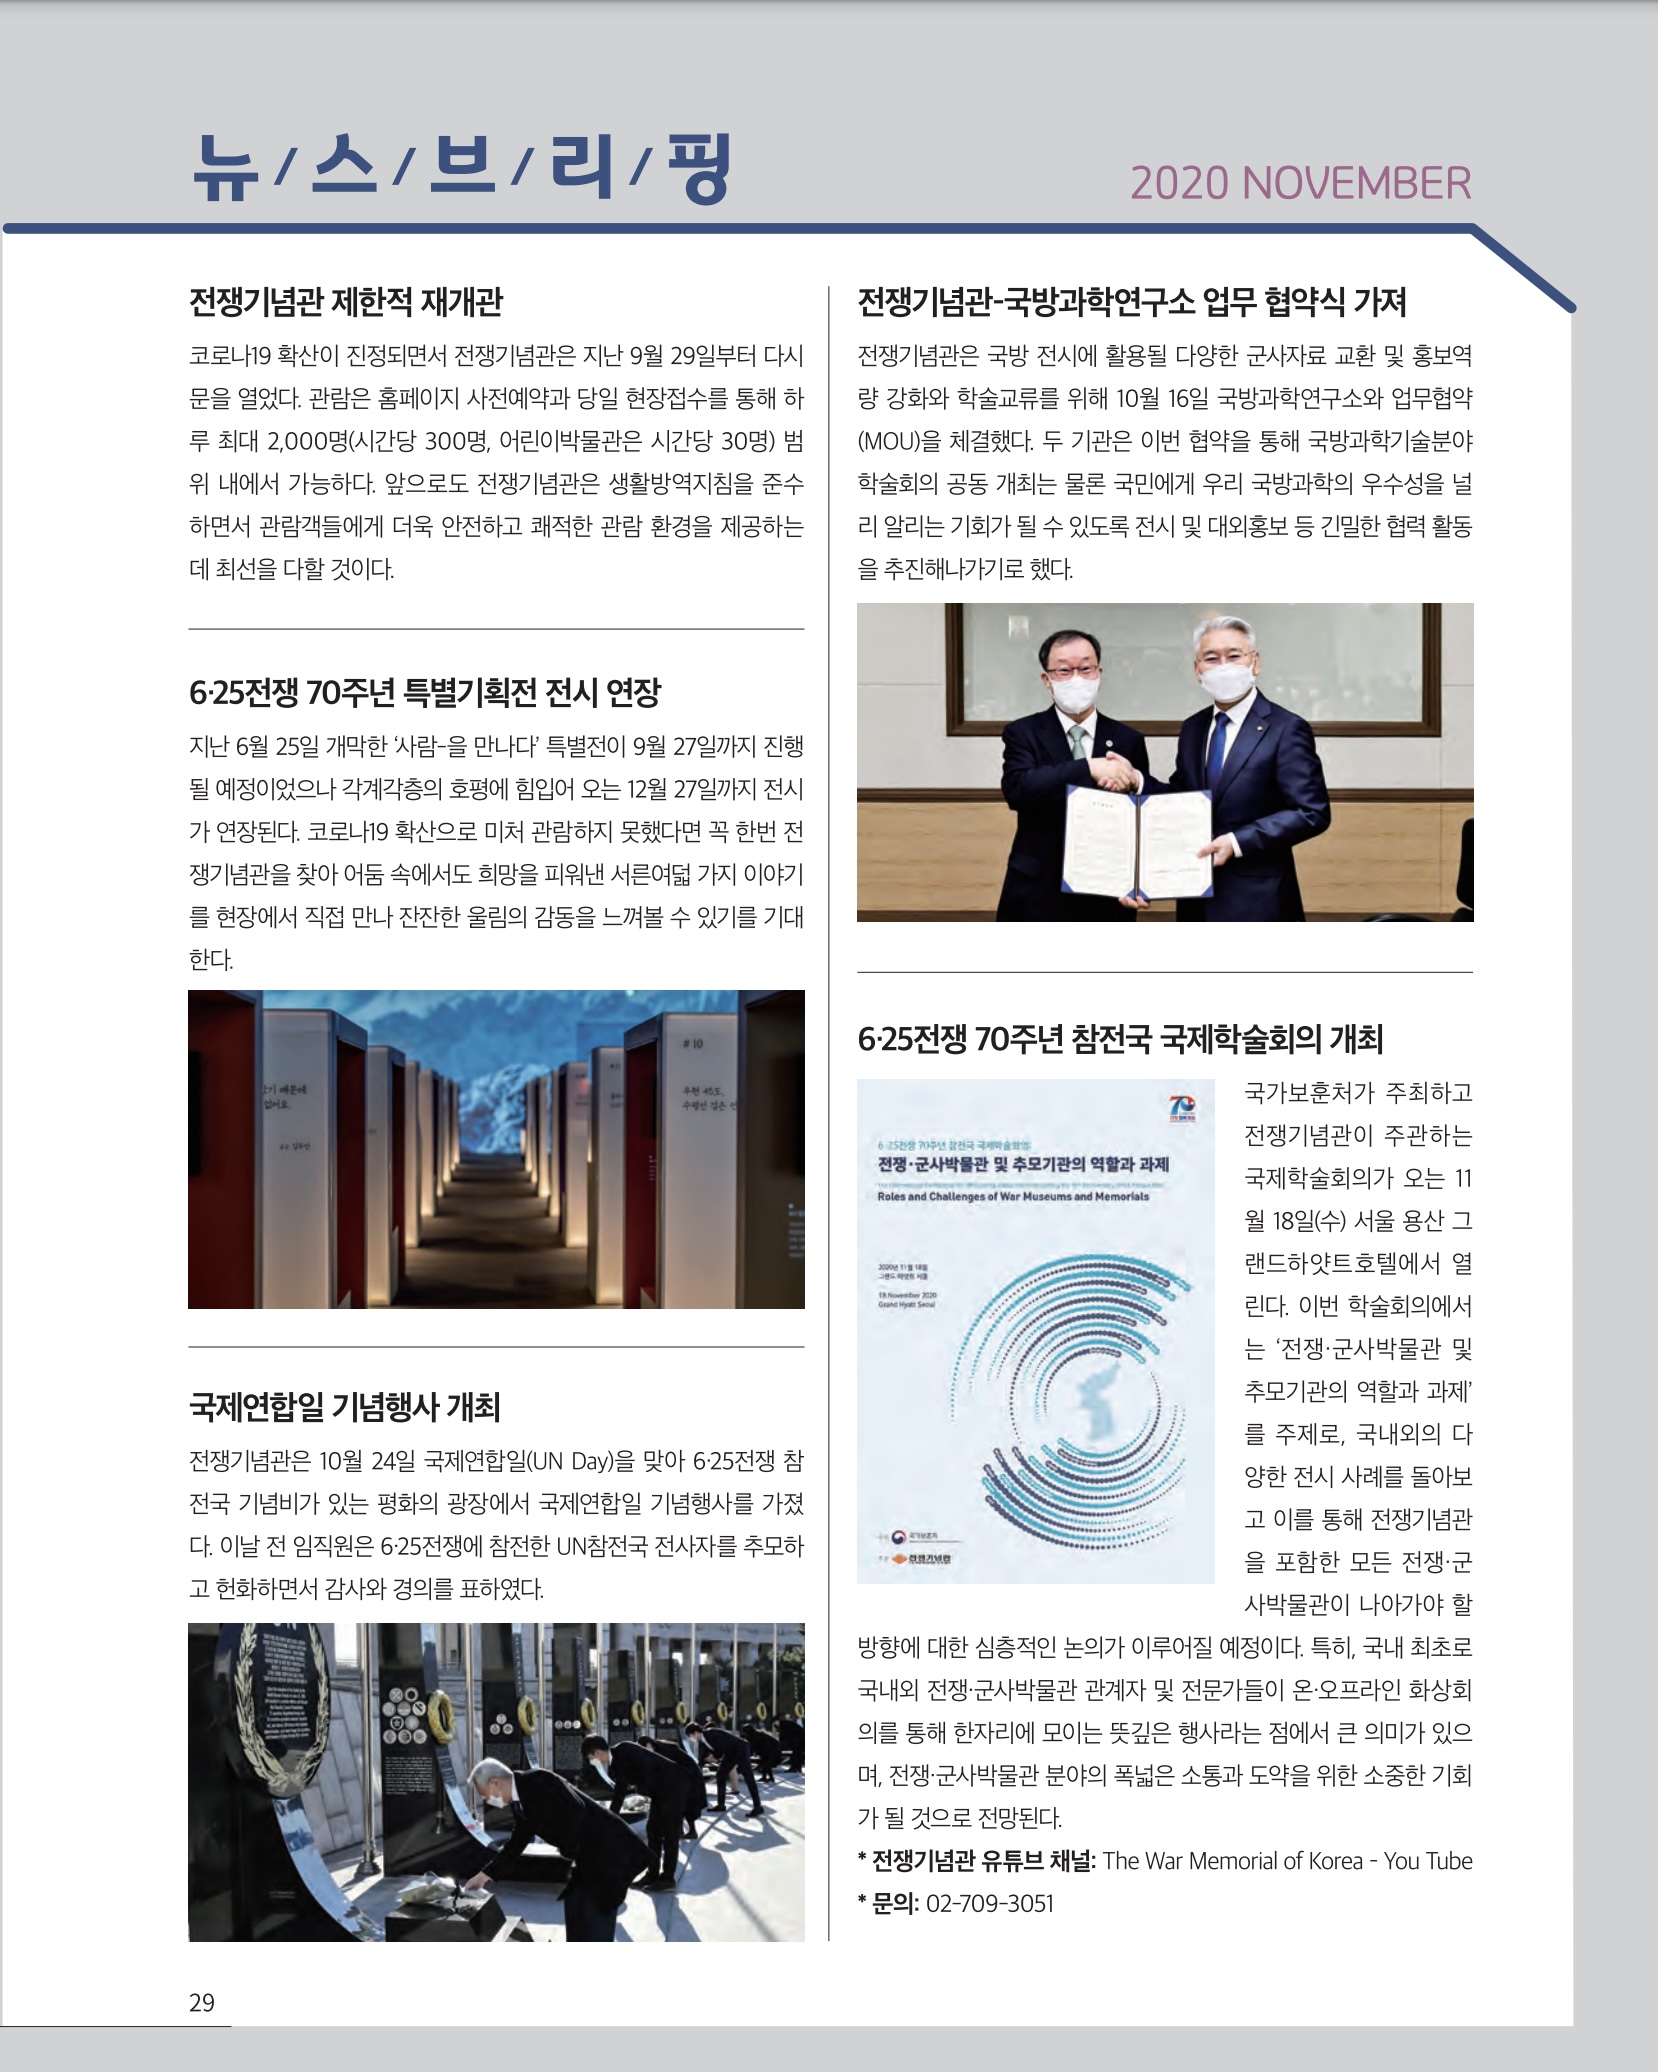 뉴/스/브/리/핑
2020 NOVEMBER
전쟁기념관 제한적 재개관
코로나19 확산이 진정되면서 전쟁기념관은 지난 9월 29일부터 다시
문을 열었다. 관람은 홈페이지 사전예약과 당일 현장접수를 통해 하
루 최대 2,000명(시간당 300명, 어린이박물관은 시간당 30명) 범
위 내에서 가능하다. 앞으로도 전쟁기념관은 생활방역지침을 준수
하면서 관람객들에게 더욱 안전하고 쾌적한 관람 환경을 제공하는
데 최선을 다할 것이다.
6·25전쟁 70주년 특별기획전 전시 연장
지난 6월 25일 개막한 ‘사람-을 만나다’ 특별전이 9월 27일까지 진행
될 예정이었으나 각계각층의 호평에 힘입어 오는 12월 27일까지 전시
가 연장된다. 코로나19 확산으로 미처 관람하지 못했다면 꼭 한번 전
쟁기념관을 찾아 어둠 속에서도 희망을 피워낸 서른여덟 가지 이야기
를 현장에서 직접 만나 잔잔한 울림의 감동을 느껴볼 수 있기를 기대
한다.
# 10
우현 45도,
수평선 검은 연
국제연합일 기념행사 개최
전쟁기념관은 10월 24일 국제연합일(UN Day)을 맞아 6·25전쟁 참
전국 기념비가 있는 평화의 광장에서 국제연합일 기념행사를 가졌
다. 이날 전 임직원은 6·25전쟁에 참전한 UN참전국 전사자를 추모하
고 헌화하면서 감사와 경의를 표하였다.
전쟁기념관-국방과학연구소 업무 협약식 가져
전쟁기념관은 국방 전시에 활용될 다양한 군사자료 교환 및 홍보역
량 강화와 학술교류를 위해 10월 16일 국방과학연구소와 업무협약
(MOU)을 체결했다. 두 기관은 이번 협약을 통해 국방과학기술분야
학술회의 공동 개최는 물론 국민에게 우리 국방과학의 우수성을 널
리 알리는 기회가 될 수 있도록 전시 및 대외홍보 등 긴밀한 협력 활동
을 추진해나가기로 했다.
6·25전쟁 70주년 참전국 국제학술회의 개최
70
6·25전쟁 70주년 참전국 국제학술회의:
전쟁·군사박물관 및 추모기관의 역할과 과제
Roles and Challenges of War Museums and Memorials
2020년 11월 18일
그랜드 하얏트 서울
18 November 2020
Grand Hyatt Seoul
국가보훈처
전쟁기념관
국가보훈처가 주최하고
전쟁기념관이 주관하는
국제학술회의가 오는 11
월 18일(수) 서울 용산 그
랜드하얏트호텔에서 열
린다. 이번 학술회의에서
는 ‘전쟁·군사박물관 및
추모기관의 역할과 과제’
를 주제로, 국내외의 다
양한 전시 사례를 돌아보
고 이를 통해 전쟁기념관
을 포함한 모든 전쟁·군
사박물관이 나아가야 할
방향에 대한 심층적인 논의가 이루어질 예정이다. 특히, 국내 최초로
국내외 전쟁·군사박물관 관계자 및 전문가들이 온·오프라인 화상회
의를 통해 한자리에 모이는 뜻깊은 행사라는 점에서 큰 의미가 있으
며, 전쟁·군사박물관 분야의 폭넓은 소통과 도약을 위한 소중한 기회
가 될 것으로 전망된다.
* 전쟁기념관 유튜브 채널: The War Memorial of Korea - You Tube
* 문의: 02-709-3051
29